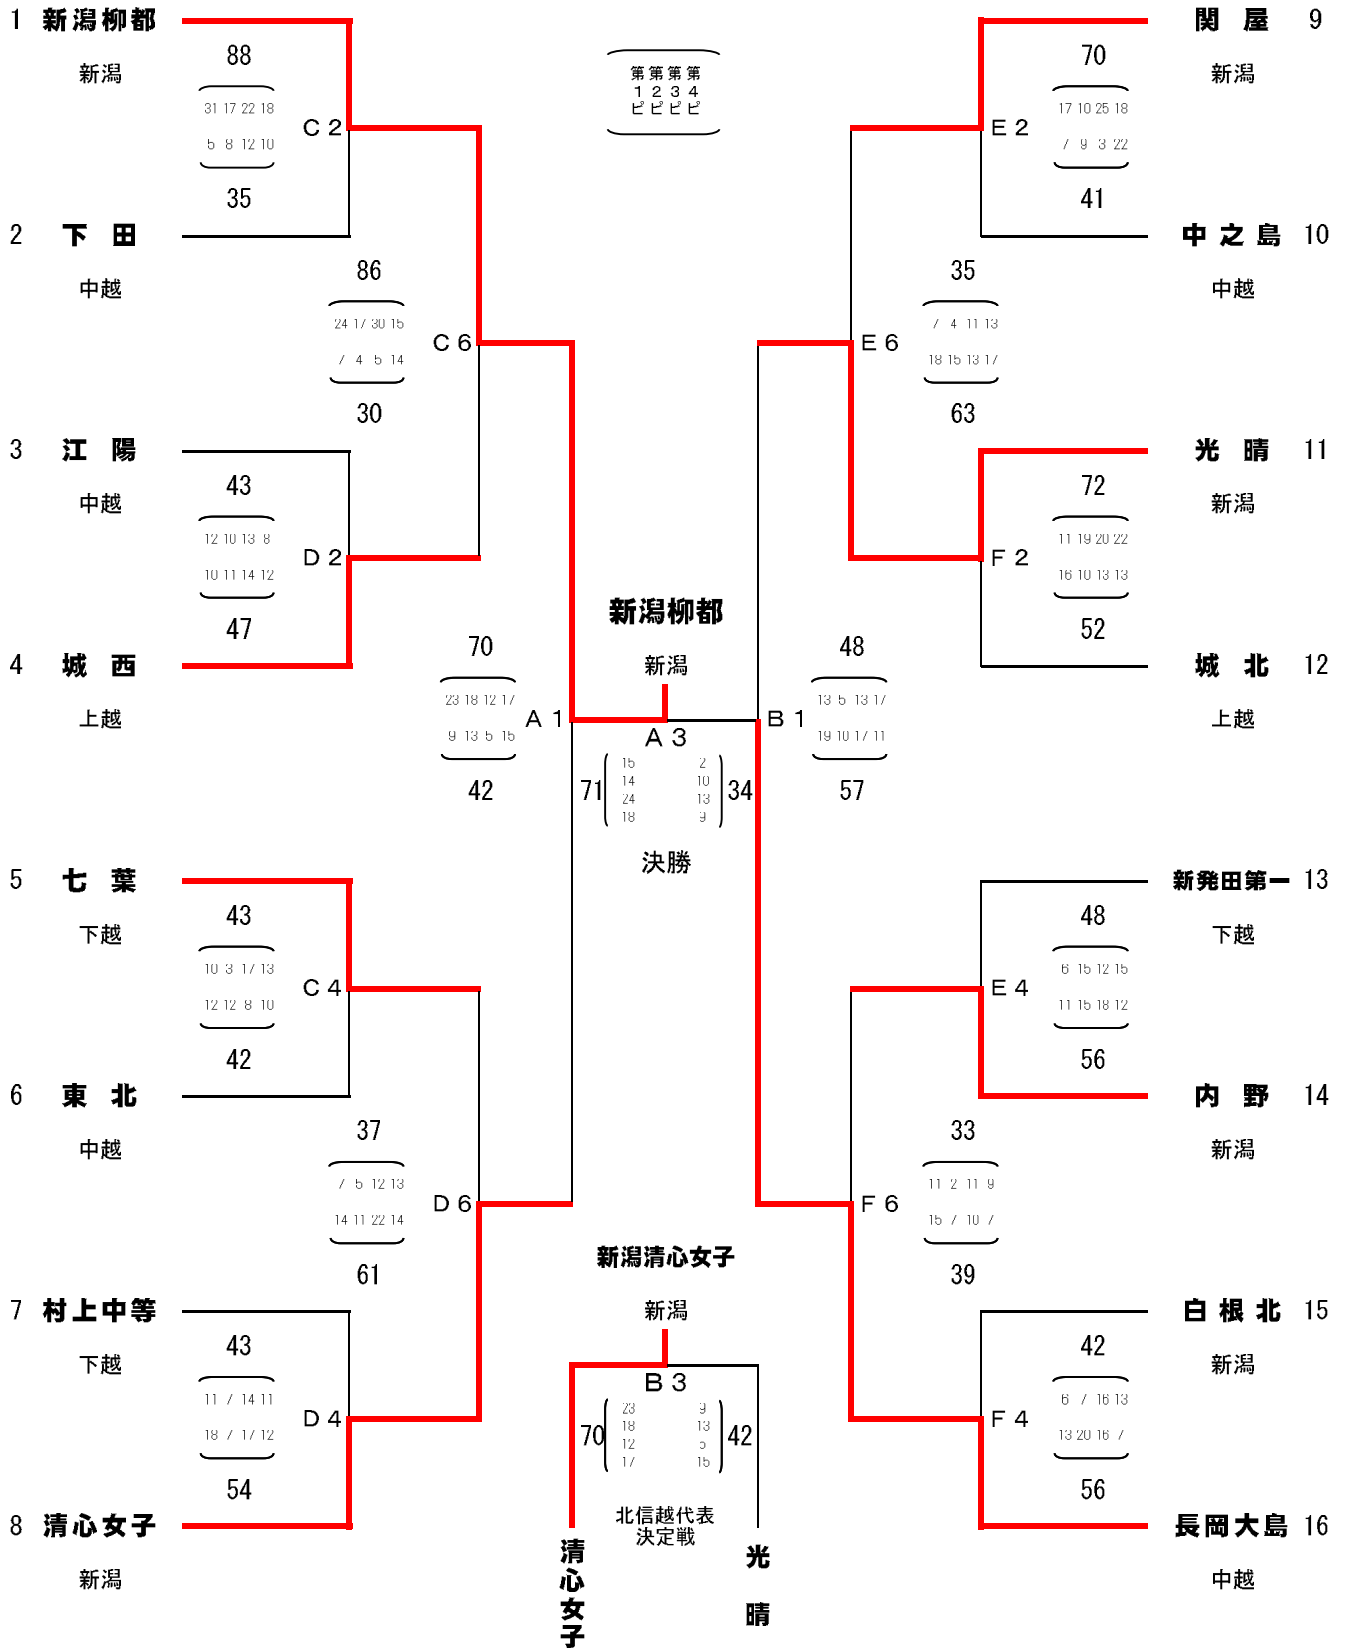 1 新潟柳都
新潟
88
31 17 22 18
5 8 12 10
35
C 2
2 下田
中越
86
24 17 30 15
7 4 5 14
30
C 6
3 江陽
中越
43
12 10 13 8
10 11 14 12
47
D 2
4 城西
上越
70
23 18 12 17
9 13 5 15
42
A 1
5 七葉
下越
43
10 3 17 13
12 12 8 10
42
C 4
6 東北
中越
37
7 5 12 13
14 11 22 14
61
D 6
7 村上中等
下越
43
11 7 14 11
18 7 17 12
54
D 4
8 清心女子
新潟
第1ピ
第2ピ
第3ピ
第4ピ
新潟柳都
新潟
A 3
71
15 2
14 10
24 13
18 9
34
決勝
新潟清心女子
新潟
B 3
70
23 9
18 13
12 5
17 15
42
北信越代表
決定戦
清心女子
光晴
関屋 9
新潟
70
17 10 25 18
7 9 3 22
41
E 2
中之島 10
中越
35
7 4 11 13
18 15 13 17
63
E 6
光晴 11
新潟
72
11 19 20 22
16 10 13 13
52
F 2
城北 12
上越
48
13 5 13 17
19 10 17 11
57
B 1
新発田第一 13
下越
48
6 15 12 15
11 15 18 12
56
E 4
内野 14
新潟
33
11 2 11 9
15 7 10 7
39
F 6
白根北 15
新潟
42
6 7 16 13
13 20 16 7
56
F 4
長岡大島 16
中越